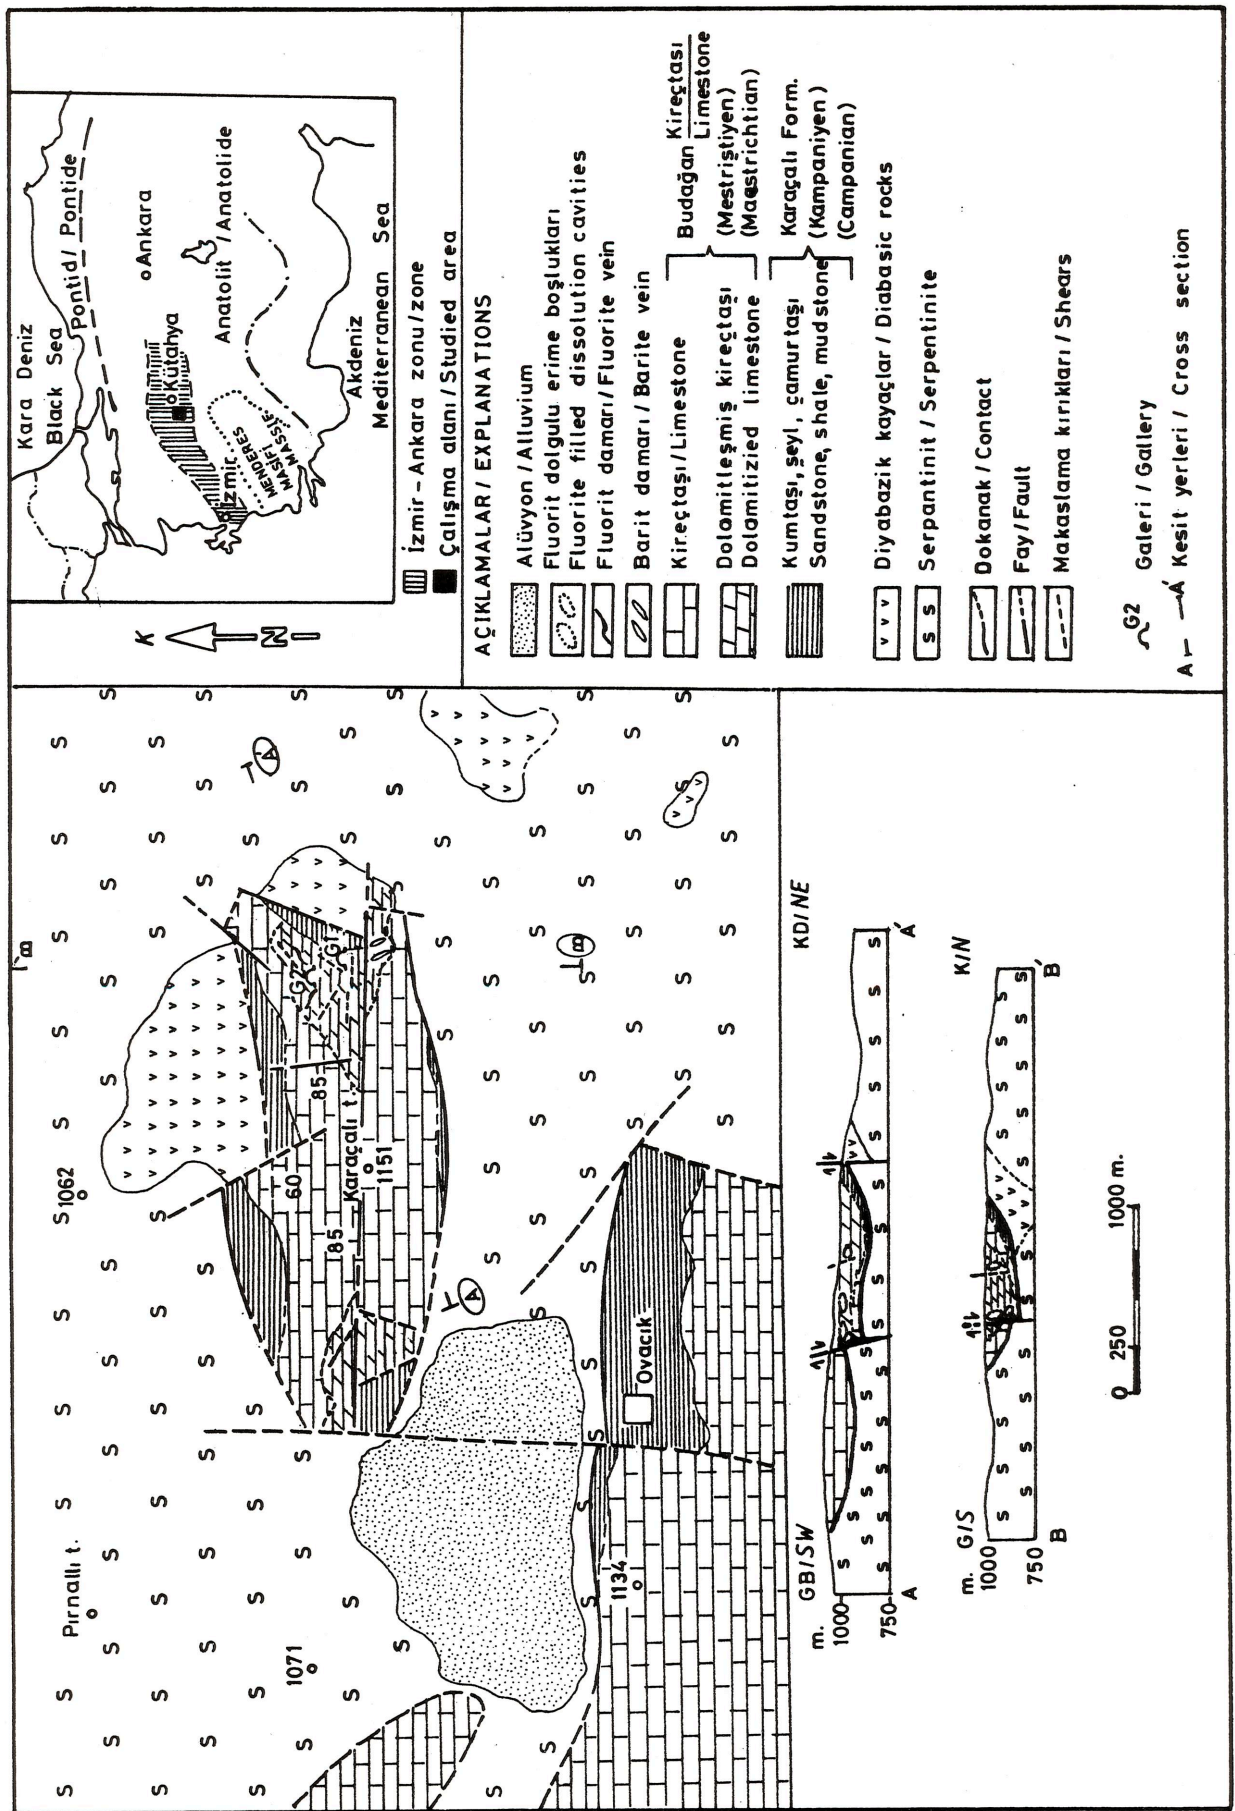 Pırnallı t.
1062
1071
60
85
85
Karaçalı t.
1151
G2
G1
A
A'
B
B'
Ovacık
1134
Kara Deniz
Black Sea
Pontid / Pontide
Ankara
Kütahya
Anatolit / Anatolide
İzmir
MENDERES
MASİFİ
MASSİF
Akdeniz
Mediterranean Sea
İzmir - Ankara zonu/zone
Çalışma alanı / Studied area
K
N
AÇIKLAMALAR / EXPLANATIONS
Alüvyon / Alluvium
Fluorit dolgulu erime boşlukları
Fluorite filled dissolution cavities
Fluorit damarı / Fluorite vein
Barit damarı / Barite vein
Kireçtaşı / Limestone
Dolomitleşmiş kireçtaşı
Dolomitizied limestone
Budağan Kireçtaşı
Limestone
(Mestriştiyen)
(Maestrichtian)
Kumtaşı, şeyl, çamurtaşı
Sandstone, shale, mudstone
Karaçalı Form.
(Kampaniyen)
(Campanian)
v v v Diyabazik kayaçlar / Diabasic rocks
s s Serpantinit / Serpentinite
Dokanak / Contact
Fay / Fault
Makaslama kırıkları / Shears
G2 Galeri / Gallery
A A' Kesit yerleri / Cross section
GB/SW
KD/NE
m.
1000
750
A
A'
G/S
K/N
m.
1000
750
B
B'
0 250 1000 m.